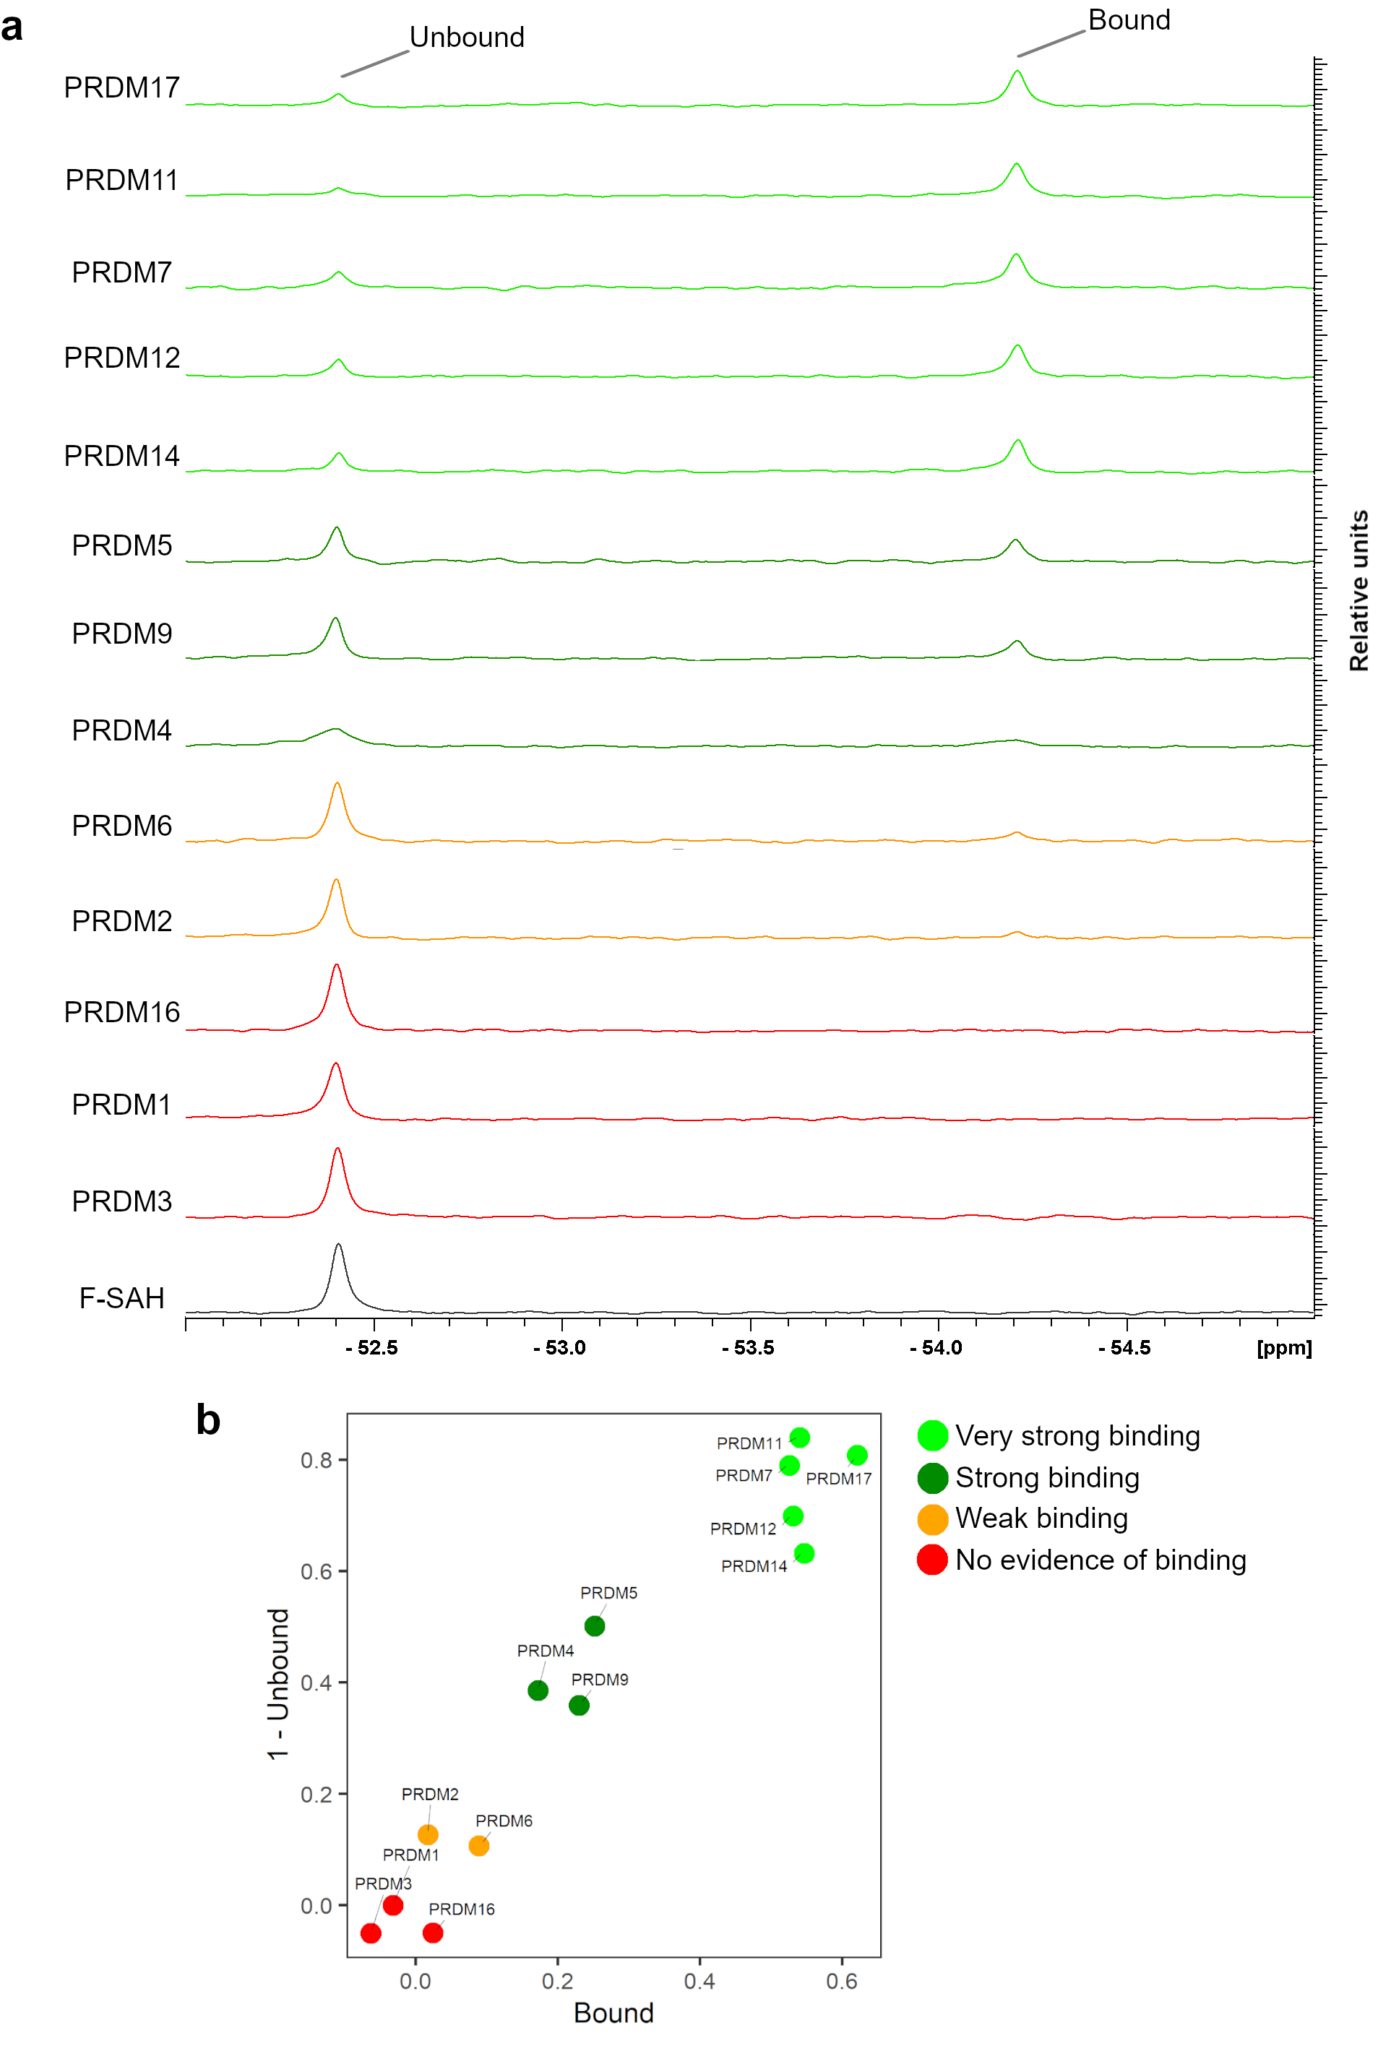 a
Unbound
Bound
PRDM17
PRDM11
PRDM7
PRDM12
PRDM14
PRDM5
PRDM9
PRDM4
PRDM6
PRDM2
PRDM16
PRDM1
PRDM3
F-SAH
Relative units
- 52.5 - 53.0 - 53.5 - 54.0 - 54.5 [ppm]
b
PRDM11
PRDM7
PRDM17
PRDM12
PRDM14
PRDM5
PRDM4
PRDM9
PRDM2
PRDM6
PRDM1
PRDM3
PRDM16
0.8
0.6
0.4
0.2
0.0
1 - Unbound
0.0 0.2 0.4 0.6
Bound
Very strong binding
Strong binding
Weak binding
No evidence of binding